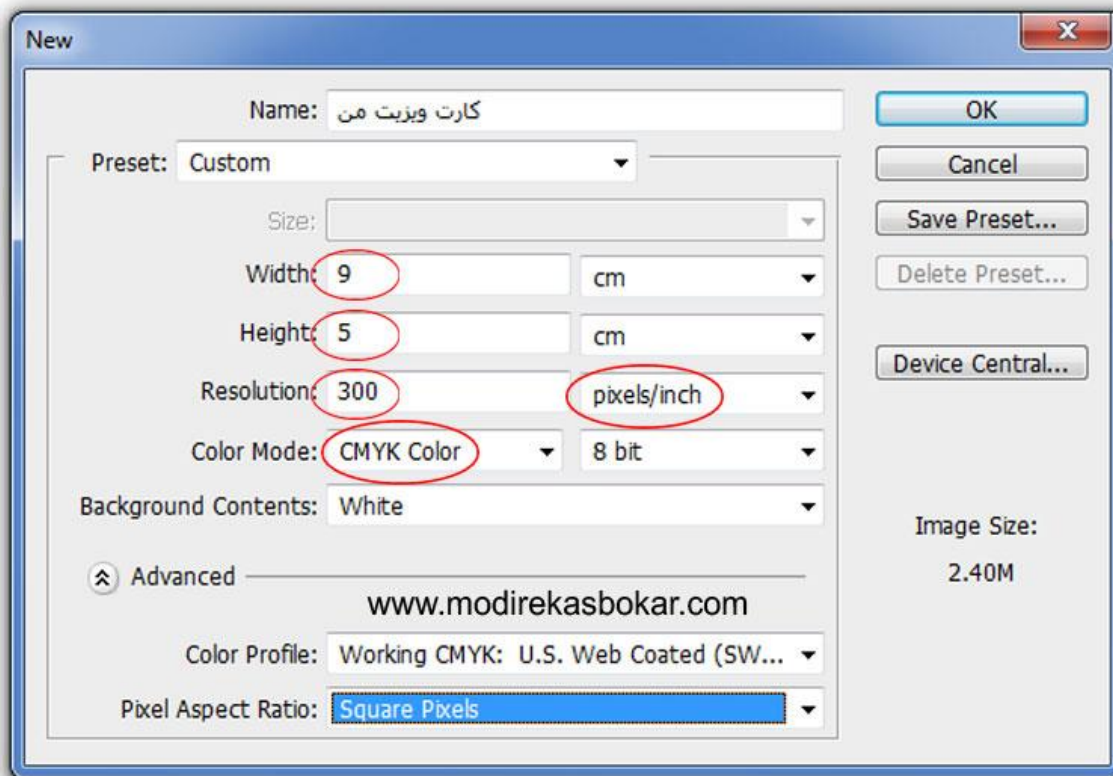 New
Name: کارت ویزیت من
OK
Preset: Custom
Cancel
Size:
Save Preset...
Width: 9 cm
Delete Preset...
Height: 5 cm
Device Central...
Resolution: 300 pixels/inch
Color Mode: CMYK Color 8 bit
Background Contents: White
Image Size:
2.40M
Advanced
www.modirekasbokar.com
Color Profile: Working CMYK: U.S. Web Coated (SW...
Pixel Aspect Ratio: Square Pixels